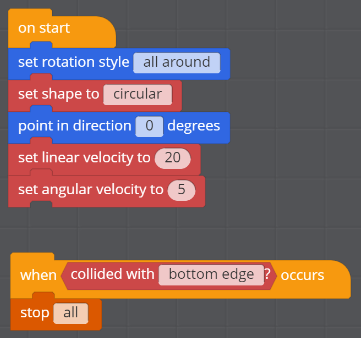 on start
set rotation style all around
set shape to circular
point in direction 0 degrees
set linear velocity to 20
set angular velocity to 5
when collided with bottom edge ? occurs
stop all